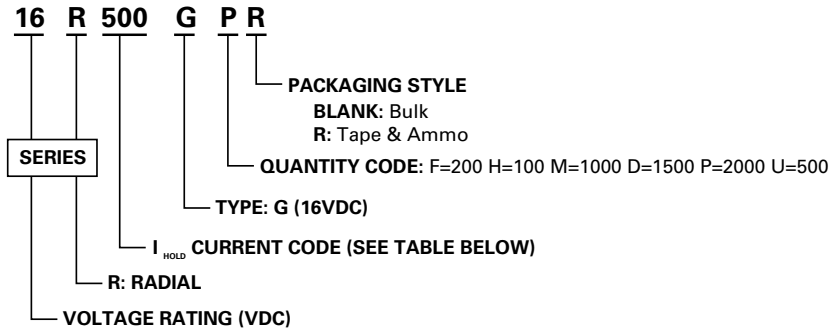 16 R 500 G P R
PACKAGING STYLE
BLANK: Bulk
R: Tape & Ammo
SERIES
QUANTITY CODE: F=200 H=100 M=1000 D=1500 P=2000 U=500
TYPE: G (16VDC)
I HOLD CURRENT CODE (SEE TABLE BELOW)
R: RADIAL
VOLTAGE RATING (VDC)